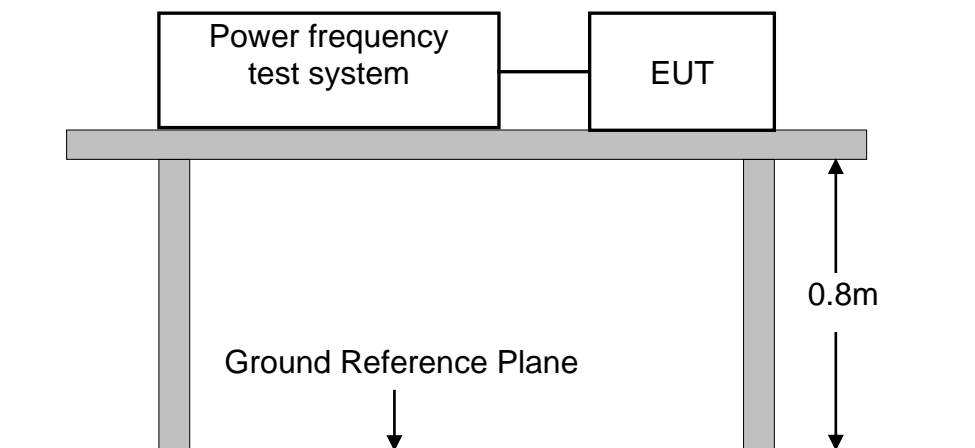 Power frequency
test system
EUT
0.8m
Ground Reference Plane